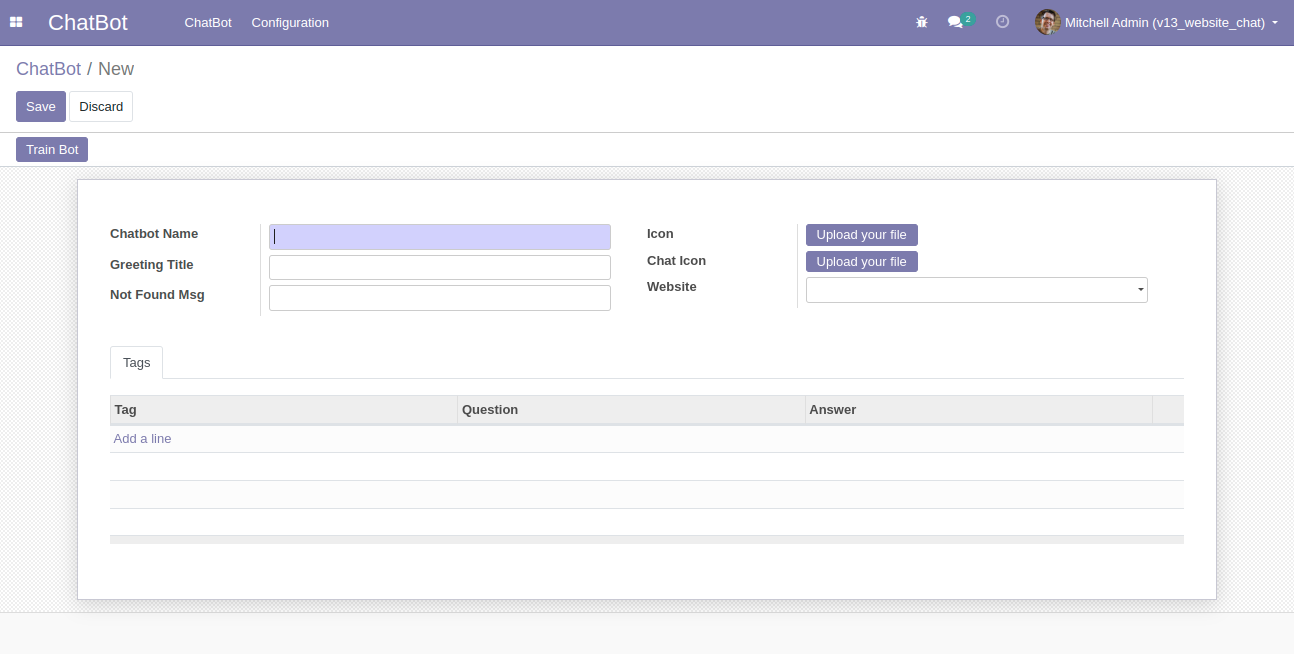 ChatBot ChatBot Configuration 2 Mitchell Admin (v13_website_chat)
ChatBot / New
Save Discard
Train Bot
Chatbot Name
Greeting Title
Not Found Msg
Icon Upload your file
Chat Icon Upload your file
Website
Tags
Tag Question Answer
Add a line